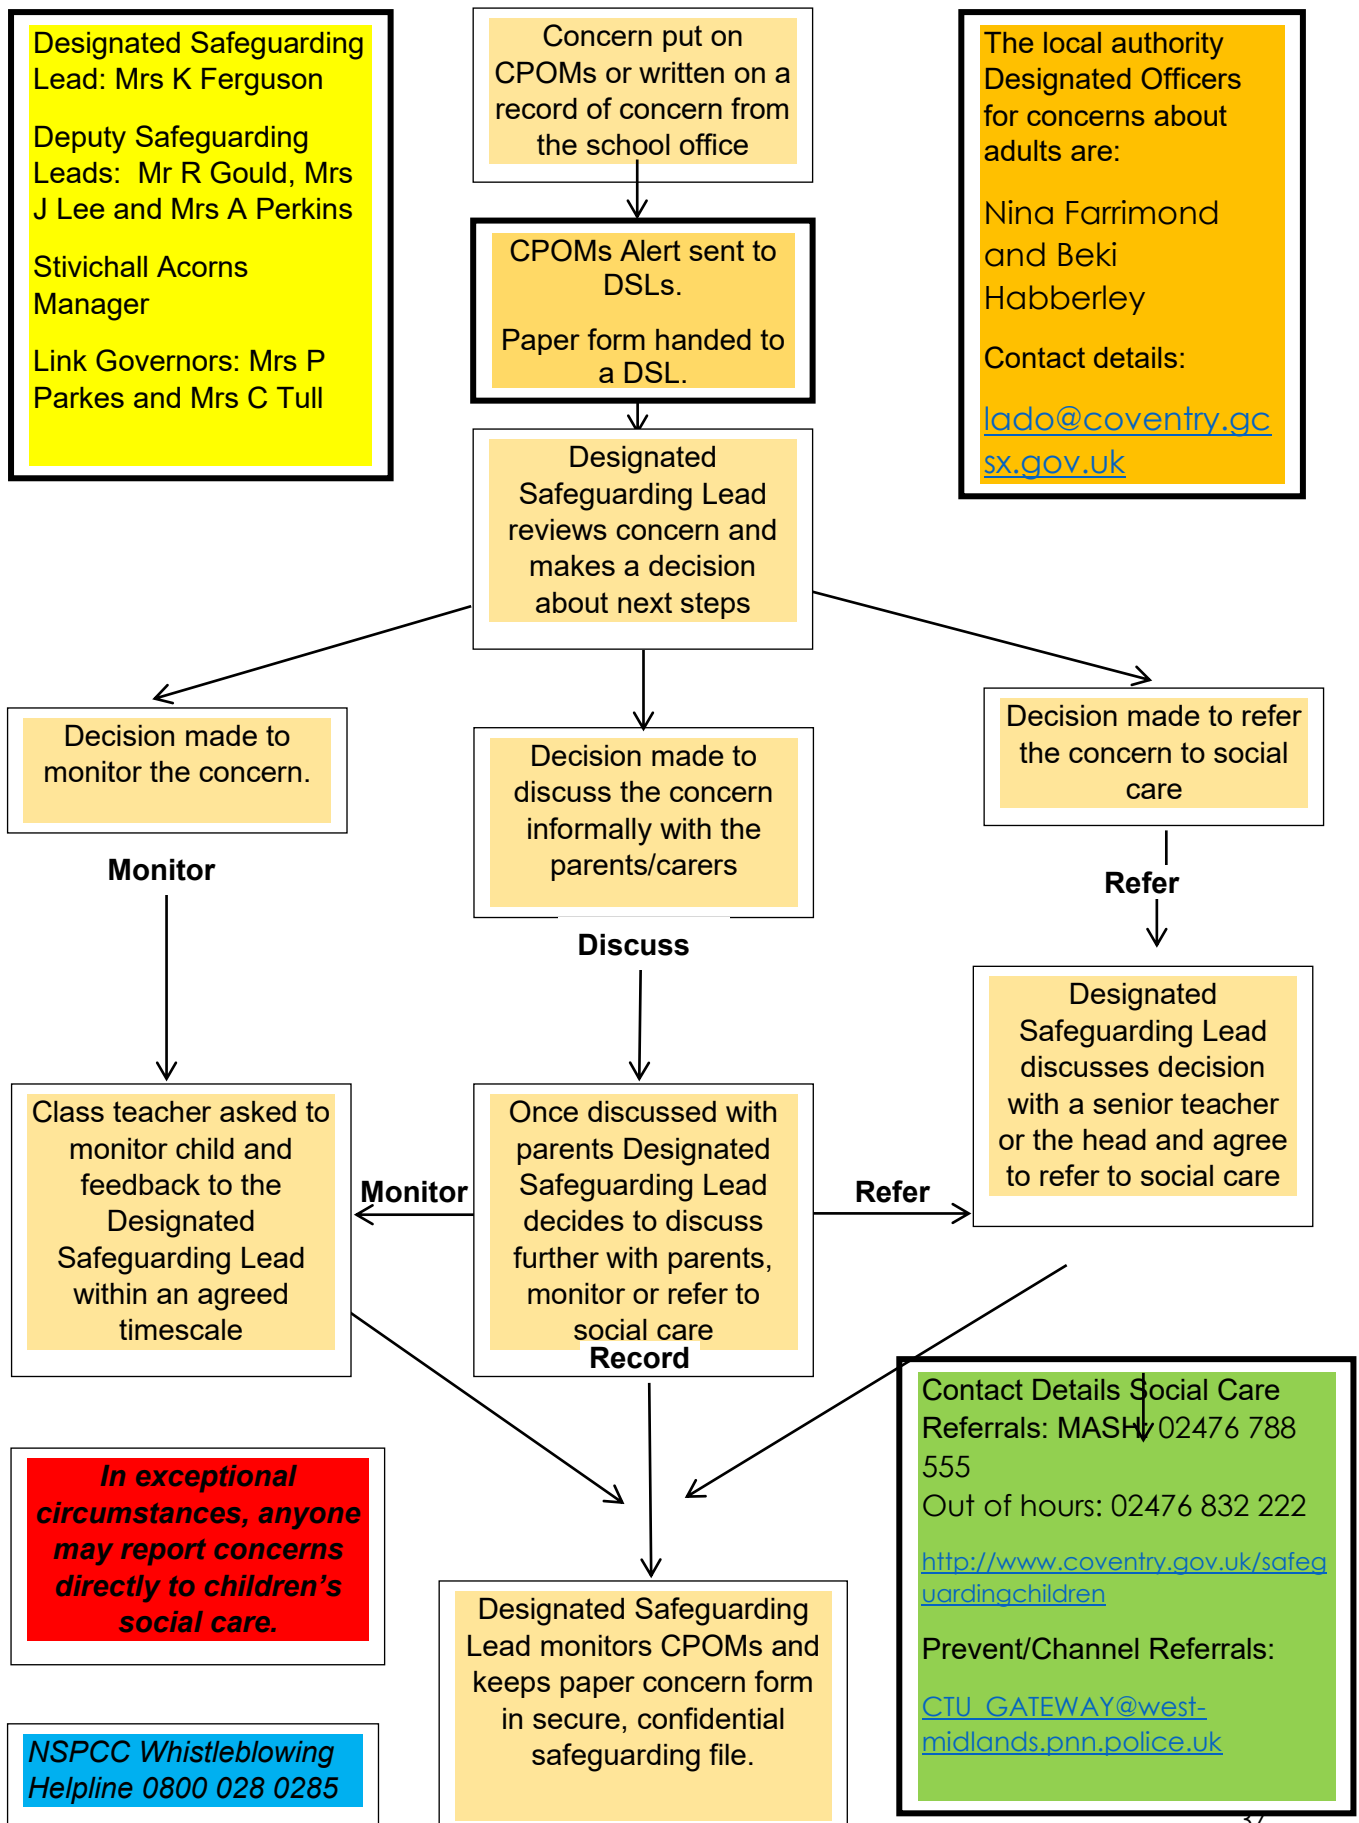 Designated Safeguarding
Lead: Mrs K Ferguson
Deputy Safeguarding
Leads:  Mr R Gould, Mrs
J Lee and Mrs A Perkins
Stivichall Acorns
Manager
Link Governors: Mrs P
Parkes and Mrs C Tull
Concern put on
CPOMs or written on a
record of concern from
the school office
The local authority
Designated Officers
for concerns about
adults are:
Nina Farrimond
and Beki
Habberley
Contact details:
lado@coventry.gc
sx.gov.uk
CPOMs Alert sent to
DSLs.
Paper form handed to
a DSL.
Designated
Safeguarding Lead
reviews concern and
makes a decision
about next steps
Decision made to
monitor the concern.
Decision made to
discuss the concern
informally with the
parents/carers
Decision made to refer
the concern to social
care
Monitor
Discuss
Refer
Class teacher asked to
monitor child and
feedback to the
Designated
Safeguarding Lead
within an agreed
timescale
Monitor
Once discussed with
parents Designated
Safeguarding Lead
decides to discuss
further with parents,
monitor or refer to
social care
Record
Refer
Designated
Safeguarding Lead
discusses decision
with a senior teacher
or the head and agree
to refer to social care
In exceptional
circumstances, anyone
may report concerns
directly to children’s
social care.
NSPCC Whistleblowing
Helpline 0800 028 0285
Designated Safeguarding
Lead monitors CPOMs and
keeps paper concern form
in secure, confidential
safeguarding file.
Contact Details Social Care
Referrals: MASH: 02476 788
555
Out of hours: 02476 832 222
http://www.coventry.gov.uk/safeg
uardingchildren
Prevent/Channel Referrals:
CTU_GATEWAY@west-
midlands.pnn.police.uk